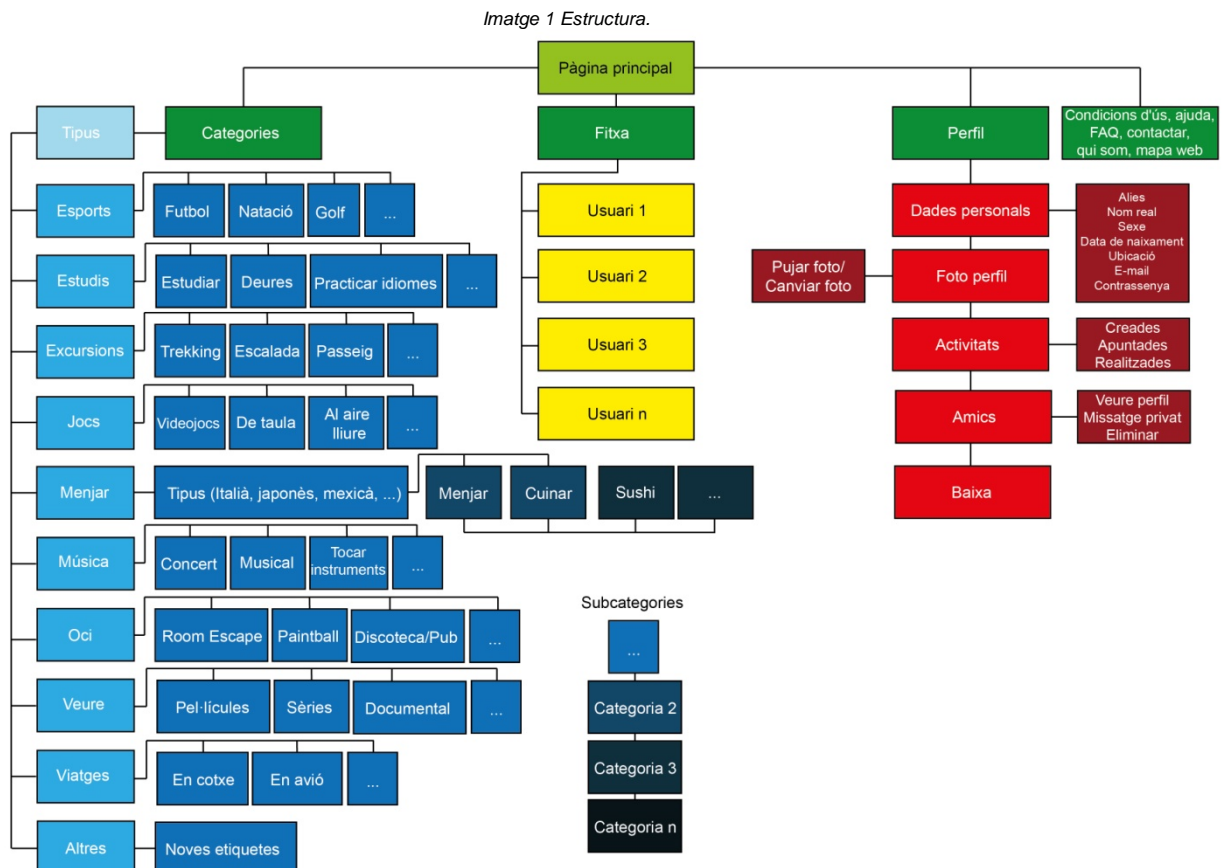 Imatge 1 Estructura.
Pàgina principal
Tipus
Categories
Fitxa
Perfil
Condicions d'ús, ajuda,
FAQ, contactar,
qui som, mapa web
Esports
Futbol
Natació
Golf
...
Estudis
Estudiar
Deures
Practicar idiomes
...
Excursions
Trekking
Escalada
Passeig
...
Jocs
Videojocs
De taula
Al aire
lliure
...
Menjar
Tipus (Italià, japonès, mexicà, ...)
Menjar
Cuinar
Sushi
...
Música
Concert
Musical
Tocar
instruments
...
Oci
Room Escape
Paintball
Discoteca/Pub
...
Veure
Pel·lícules
Sèries
Documental
...
Viatges
En cotxe
En avió
...
Altres
Noves etiquetes
Usuari 1
Usuari 2
Usuari 3
Usuari n
Subcategories
...
Categoria 2
Categoria 3
Categoria n
Dades personals
Alies
Nom real
Sexe
Data de naixament
Ubicació
E-mail
Contrassenya
Pujar foto/
Canviar foto
Foto perfil
Activitats
Creades
Apuntades
Realitzades
Amics
Veure perfil
Missatge privat
Eliminar
Baixa